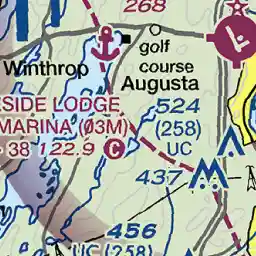 268
golf
Winthrop
course
Augusta
SIDE LODGE
MARINA (03M)
- 38 122.9 C
524
(258)
UC
437
456
UC (258)